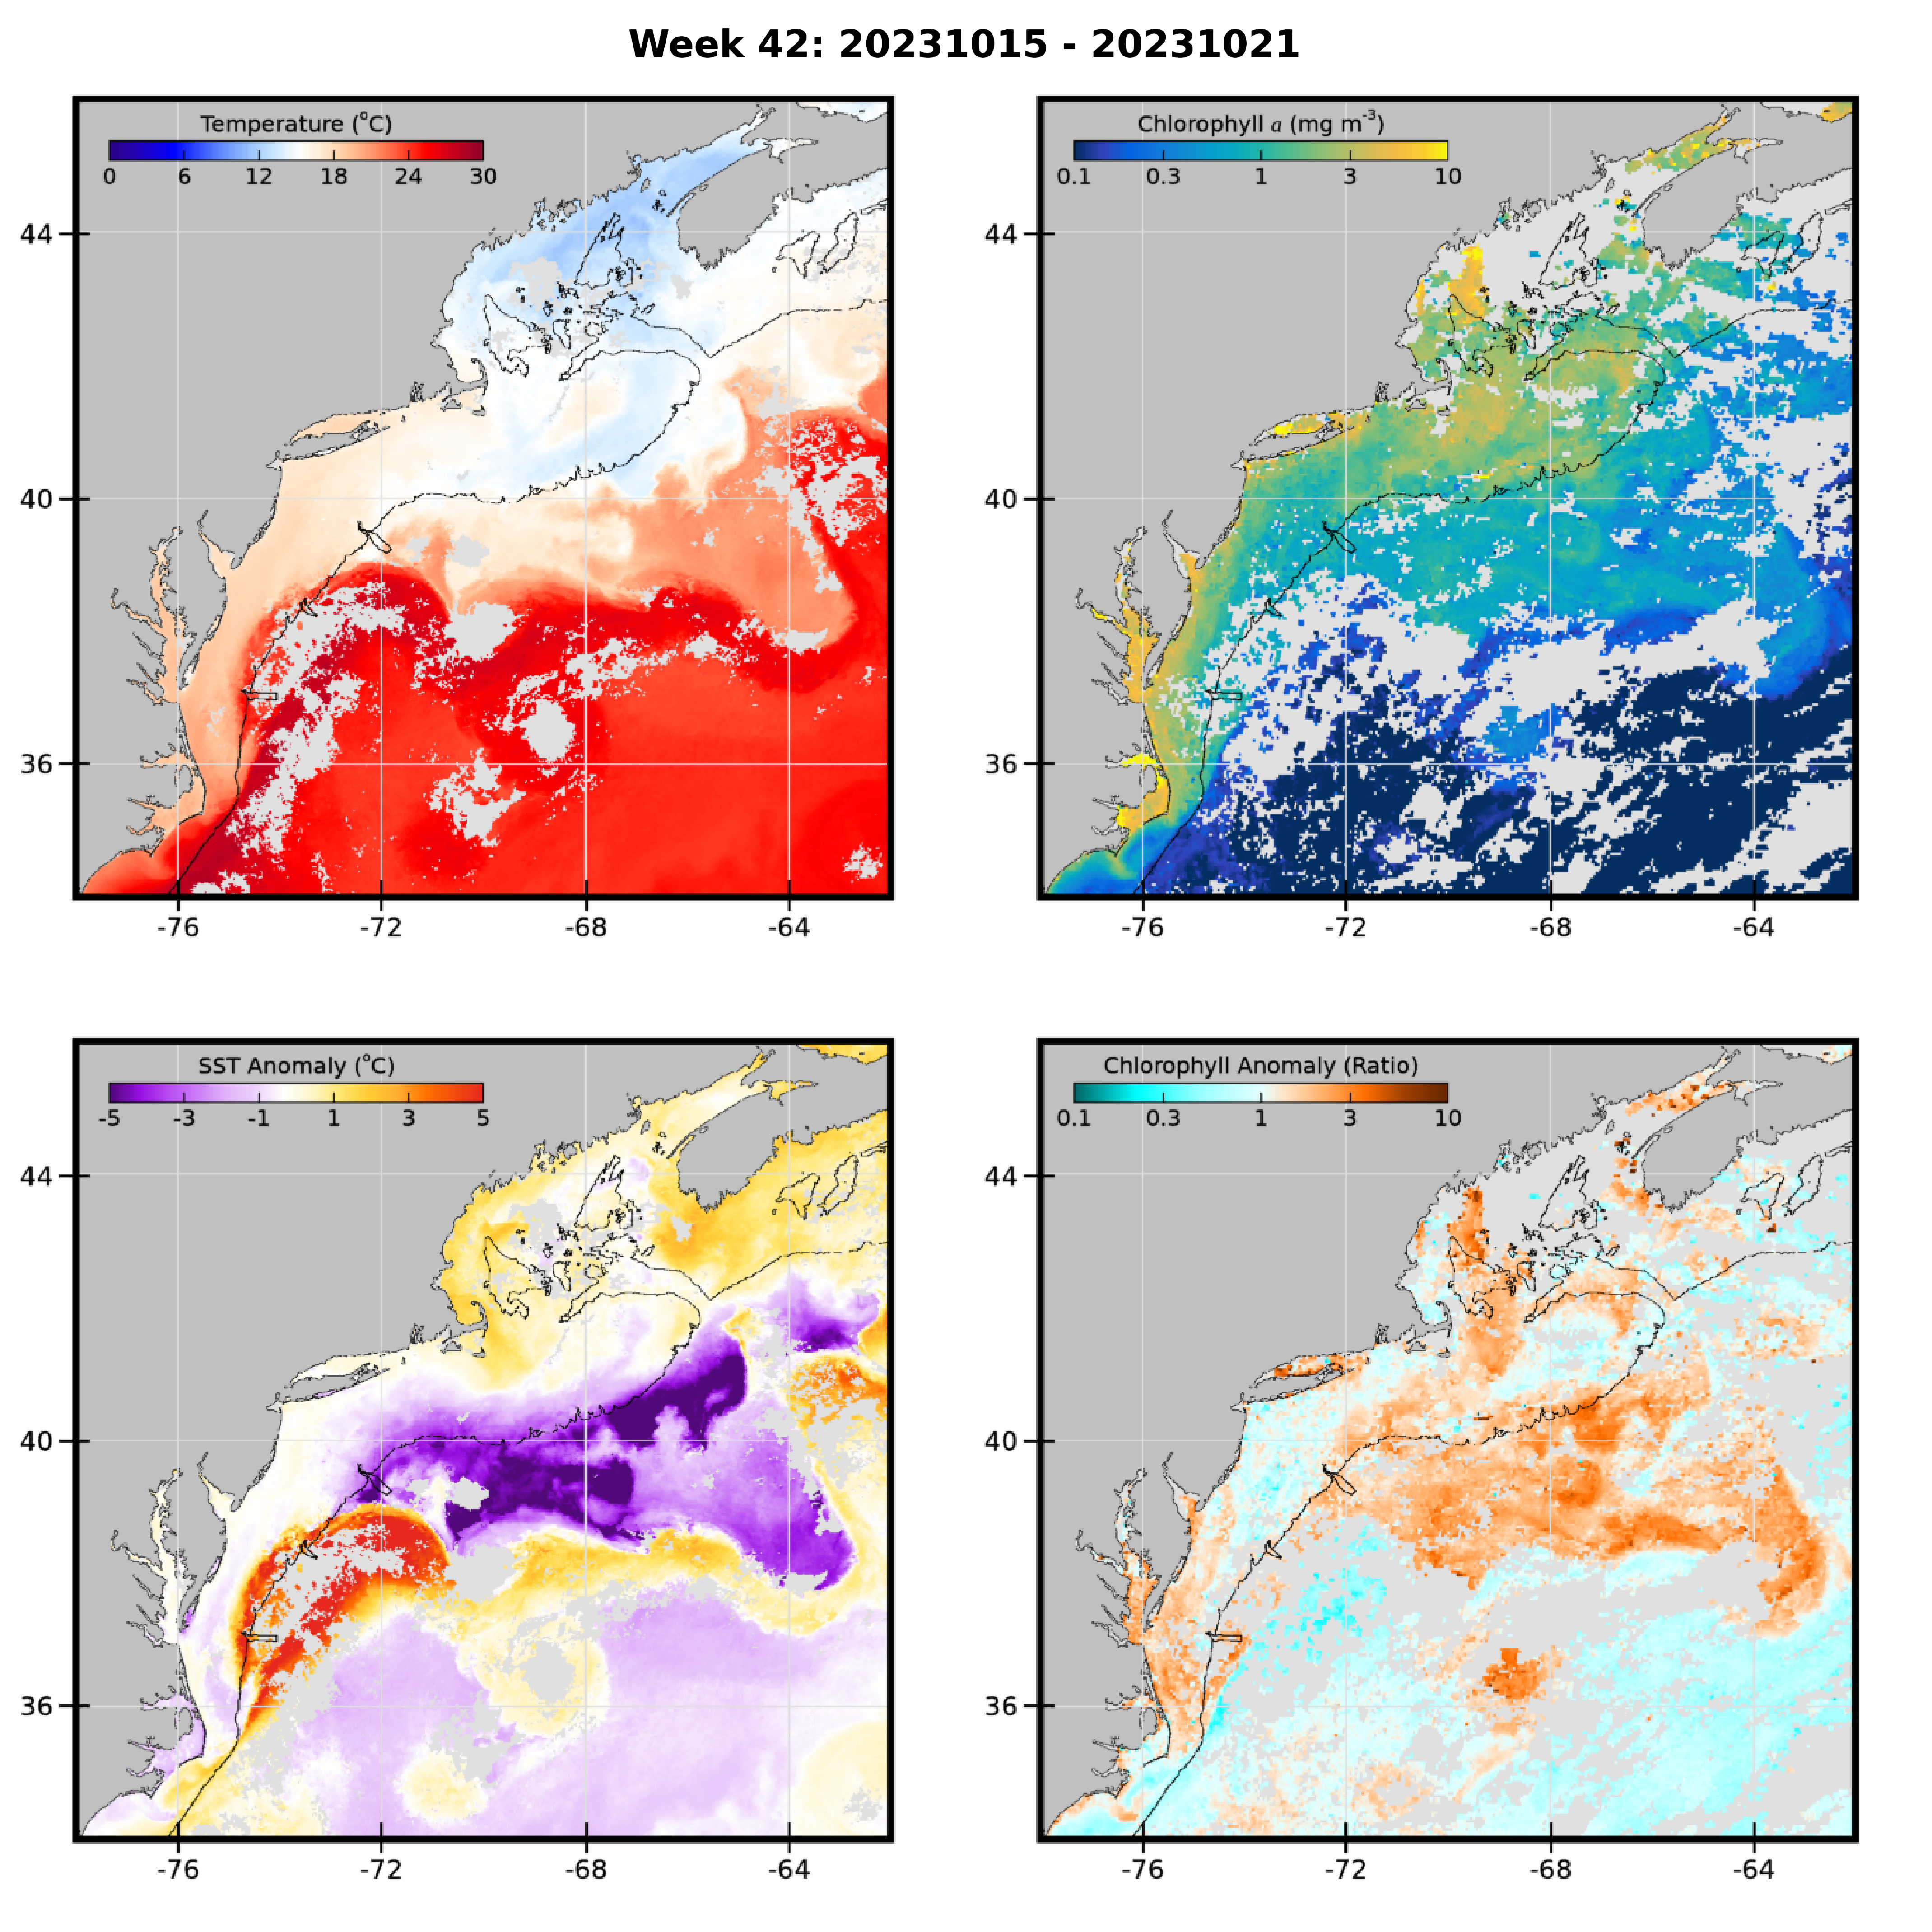 Week 42: 20231015 - 20231021
Temperature (°C)
0 6 12 18 24 30
44
40
36
-76 -72 -68 -64
Chlorophyll a (mg m⁻³)
0.1 0.3 1 3 10
44
40
36
-76 -72 -68 -64
SST Anomaly (°C)
-5 -3 -1 1 3 5
44
40
36
-76 -72 -68 -64
Chlorophyll Anomaly (Ratio)
0.1 0.3 1 3 10
44
40
36
-76 -72 -68 -64